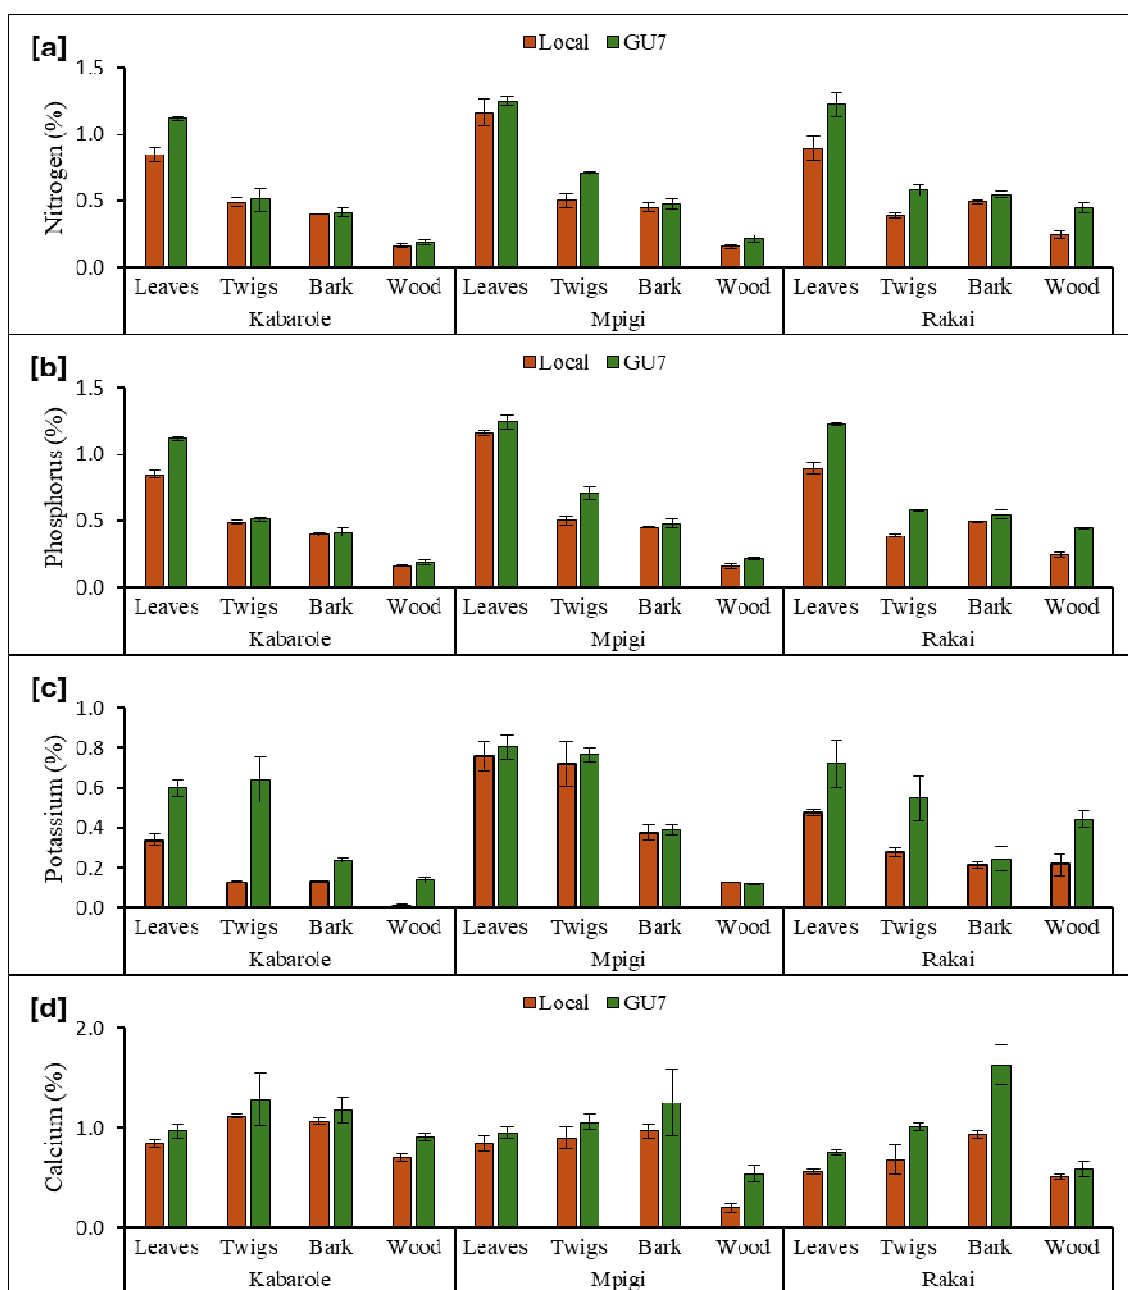 [a]
Local GU7
Nitrogen (%)
1.5
1.0
0.5
0.0
Leaves Twigs Bark Wood Leaves Twigs Bark Wood Leaves Twigs Bark Wood
Kabarole Mpigi Rakai
[b]
Local GU7
Phosphorus (%)
1.5
1.0
0.5
0.0
Leaves Twigs Bark Wood Leaves Twigs Bark Wood Leaves Twigs Bark Wood
Kabarole Mpigi Rakai
[c]
Potassium (%)
1.0
0.8
0.6
0.4
0.2
0.0
Leaves Twigs Bark Wood Leaves Twigs Bark Wood Leaves Twigs Bark Wood
Kabarole Mpigi Rakai
[d]
Local GU7
Calcium (%)
2.0
1.0
0.0
Leaves Twigs Bark Wood Leaves Twigs Bark Wood Leaves Twigs Bark Wood
Kabarole Mpigi Rakai